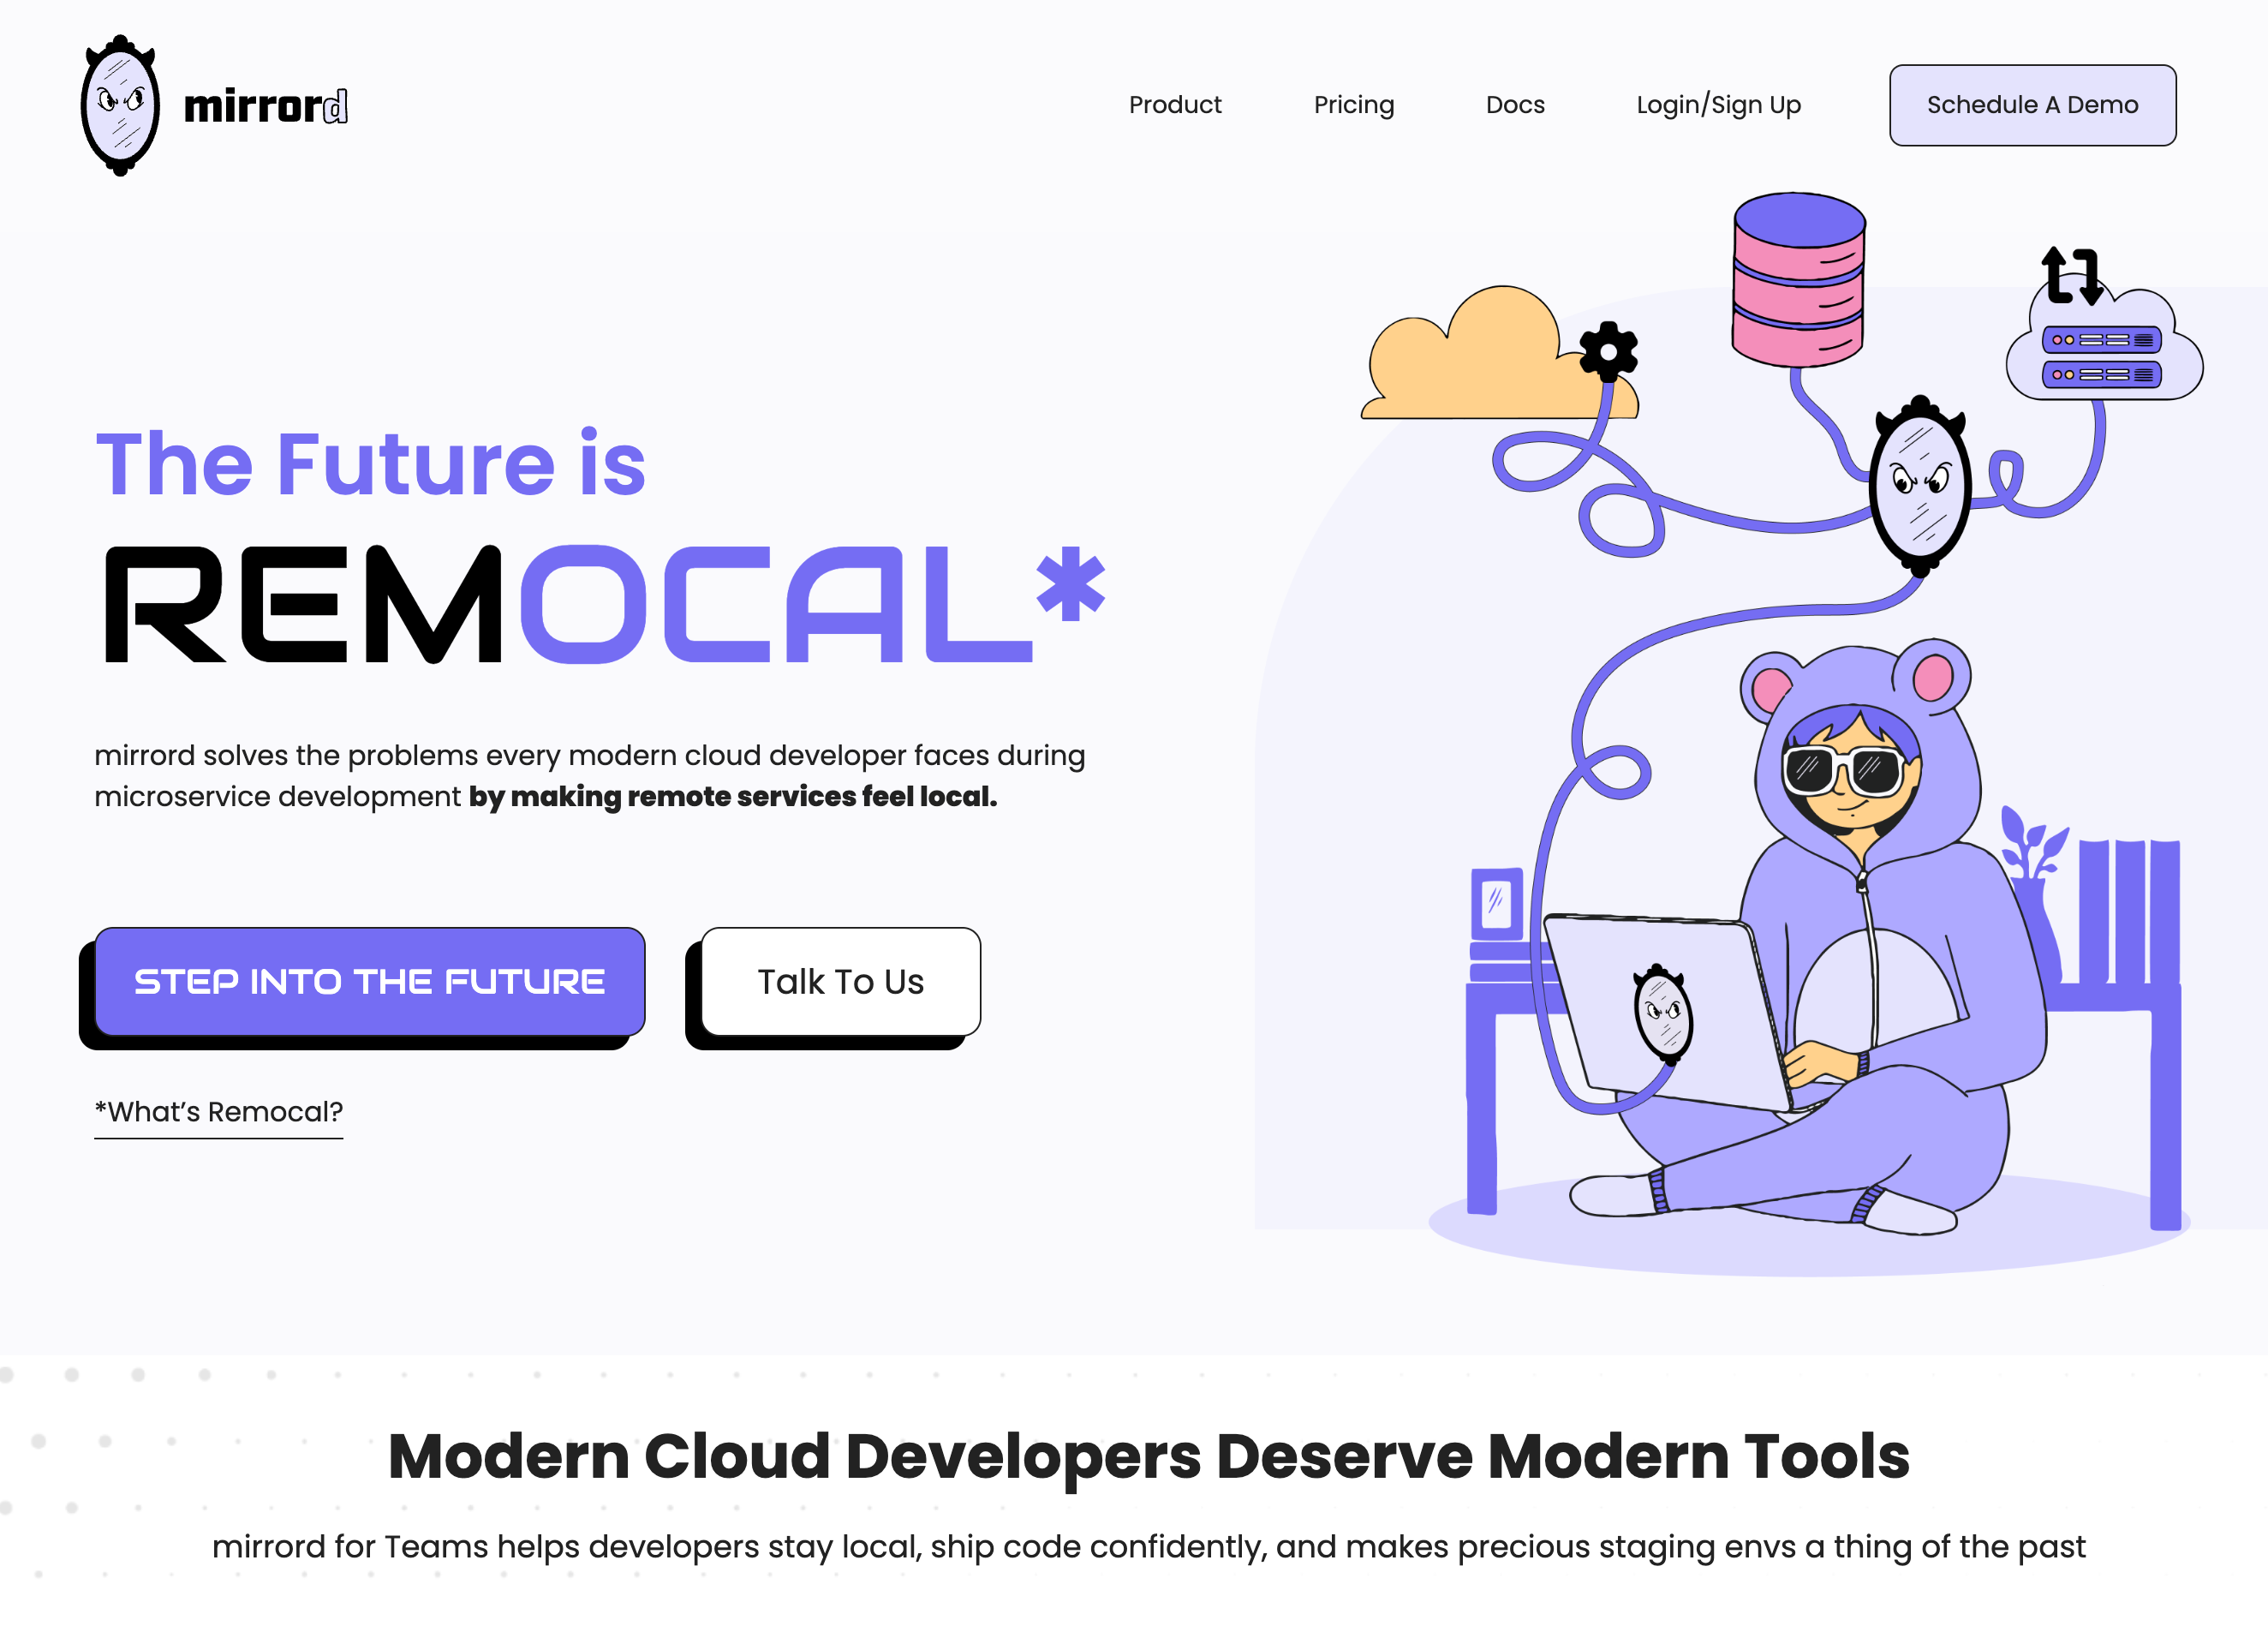 mirrord
Product
Pricing
Docs
Login/Sign Up
Schedule A Demo
The Future is
REMOCAL*
mirrord solves the problems every modern cloud developer faces during
microservice development by making remote services feel local.
STEP INTO THE FUTURE
Talk To Us
*What’s Remocal?
Modern Cloud Developers Deserve Modern Tools
mirrord for Teams helps developers stay local, ship code confidently, and makes precious staging envs a thing of the past